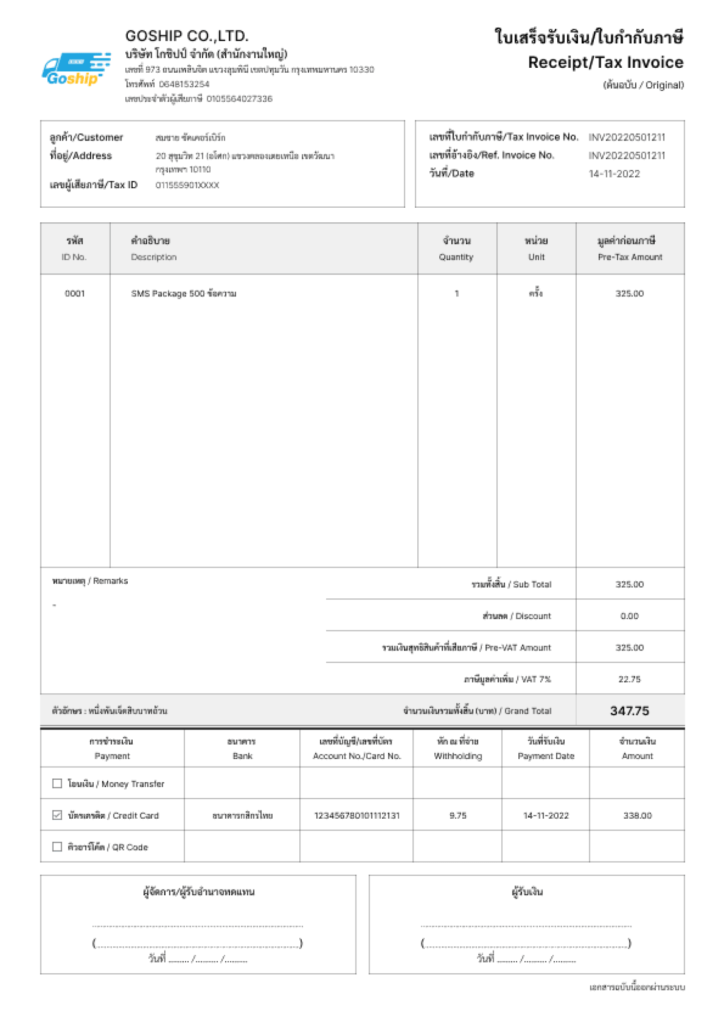 GOSHIP CO.,LTD.
บริษัท โกชิปป์ จำกัด (สำนักงานใหญ่)
เลขที่ 973 ถนนเพลินจิต แขวงลุมพินี เขตปทุมวัน กรุงเทพมหานคร 10330
โทรศัพท์ 0648153254
เลขประจำตัวผู้เสียภาษี 0105564027336
Goship
ใบเสร็จรับเงิน/ใบกำกับภาษี
Receipt/Tax Invoice
(ต้นฉบับ / Original)
ลูกค้า/Customer สมชาย ซัคเคอร์เบิร์ก
ที่อยู่/Address 20 สุขุมวิท 21 (อโศก) แขวงคลองเตยเหนือ เขตวัฒนา
กรุงเทพฯ 10110
เลขผู้เสียภาษี/Tax ID 011555901XXXX
เลขที่ใบกำกับภาษี/Tax Invoice No. INV20220501211
เลขที่อ้างอิง/Ref. Invoice No. INV20220501211
วันที่/Date 14-11-2022
รหัส คำอธิบาย จำนวน หน่วย มูลค่าก่อนภาษี
ID No. Description Quantity Unit Pre-Tax Amount
0001 SMS Package 500 ข้อความ 1 ครั้ง 325.00
หมายเหตุ / Remarks
-
รวมทั้งสิ้น / Sub Total 325.00
ส่วนลด / Discount 0.00
รวมเงินสุทธิสินค้าที่เสียภาษี / Pre-VAT Amount 325.00
ภาษีมูลค่าเพิ่ม / VAT 7% 22.75
ตัวอักษร : หนึ่งพันเจ็ดสิบบาทถ้วน จำนวนเงินรวมทั้งสิ้น (บาท) / Grand Total 347.75
การชำระเงิน ธนาคาร เลขที่บัญชี/เลขที่บัตร หัก ณ ที่จ่าย วันที่รับเงิน จำนวนเงิน
Payment Bank Account No./Card No. Withholding Payment Date Amount
โอนเงิน / Money Transfer
บัตรเครดิต / Credit Card ธนาคารกสิกรไทย 123456780101112131 9.75 14-11-2022 338.00
คิวอาร์โค้ด / QR Code
ผู้จัดการ/ผู้รับอำนาจทดแทน ผู้รับเงิน
(..............................) (..............................)
วันที่ ......... /......... /......... วันที่ ......... /......... /.........
เอกสารฉบับนี้ออกผ่านระบบ